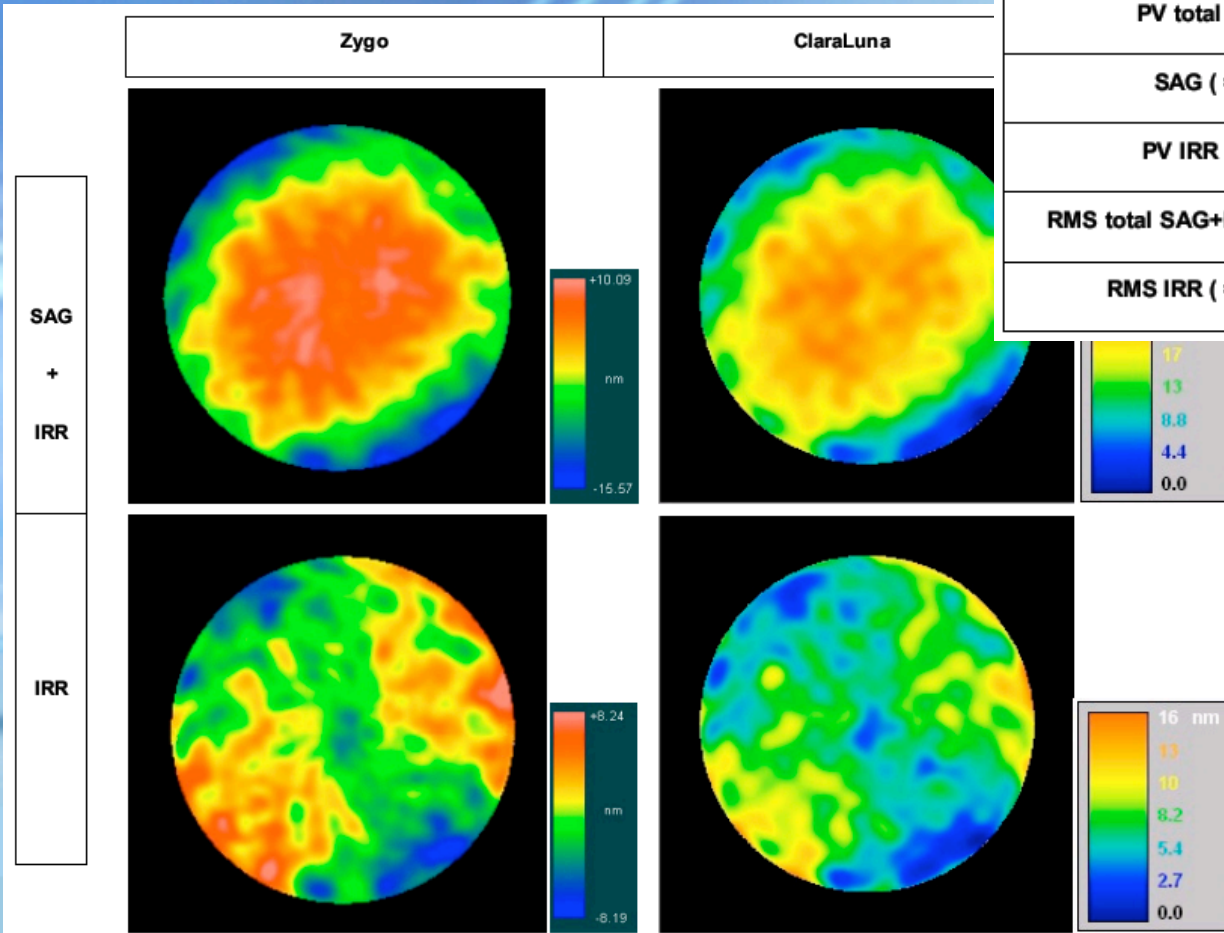 Zygo
ClaraLuna
PV total
SAG (
PV IRR
RMS total SAG+
RMS IRR (
SAG
+
IRR
+10.09
nm
-15.57
17
13
8.8
4.4
0.0
IRR
+8.24
nm
-8.19
16 nm
13
10
8.2
5.4
2.7
0.0